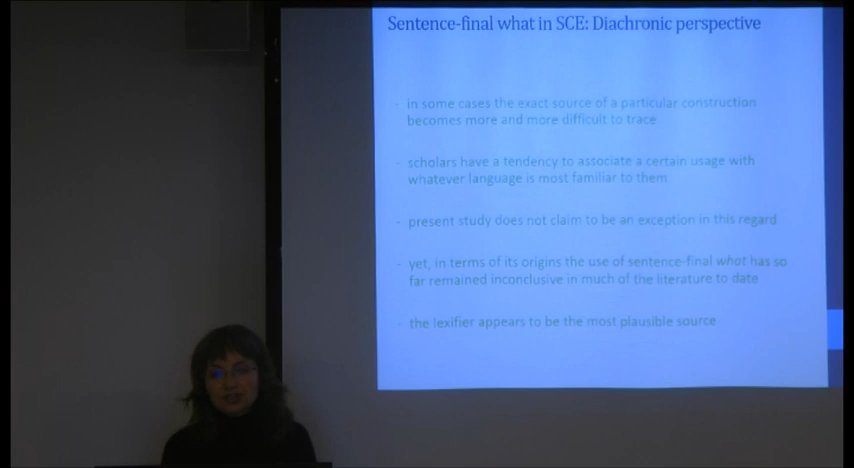 Sentence-final what in SCE: Diachronic perspective
- in some cases the exact source of a particular construction
becomes more and more difficult to trace
- scholars have a tendency to associate a certain usage with
whatever language is most familiar to them
- present study does not claim to be an exception in this regard
- yet, in terms of its origins the use of sentence-final what has so
far remained inconclusive in much of the literature to date
- the lexifier appears to be the most plausible source